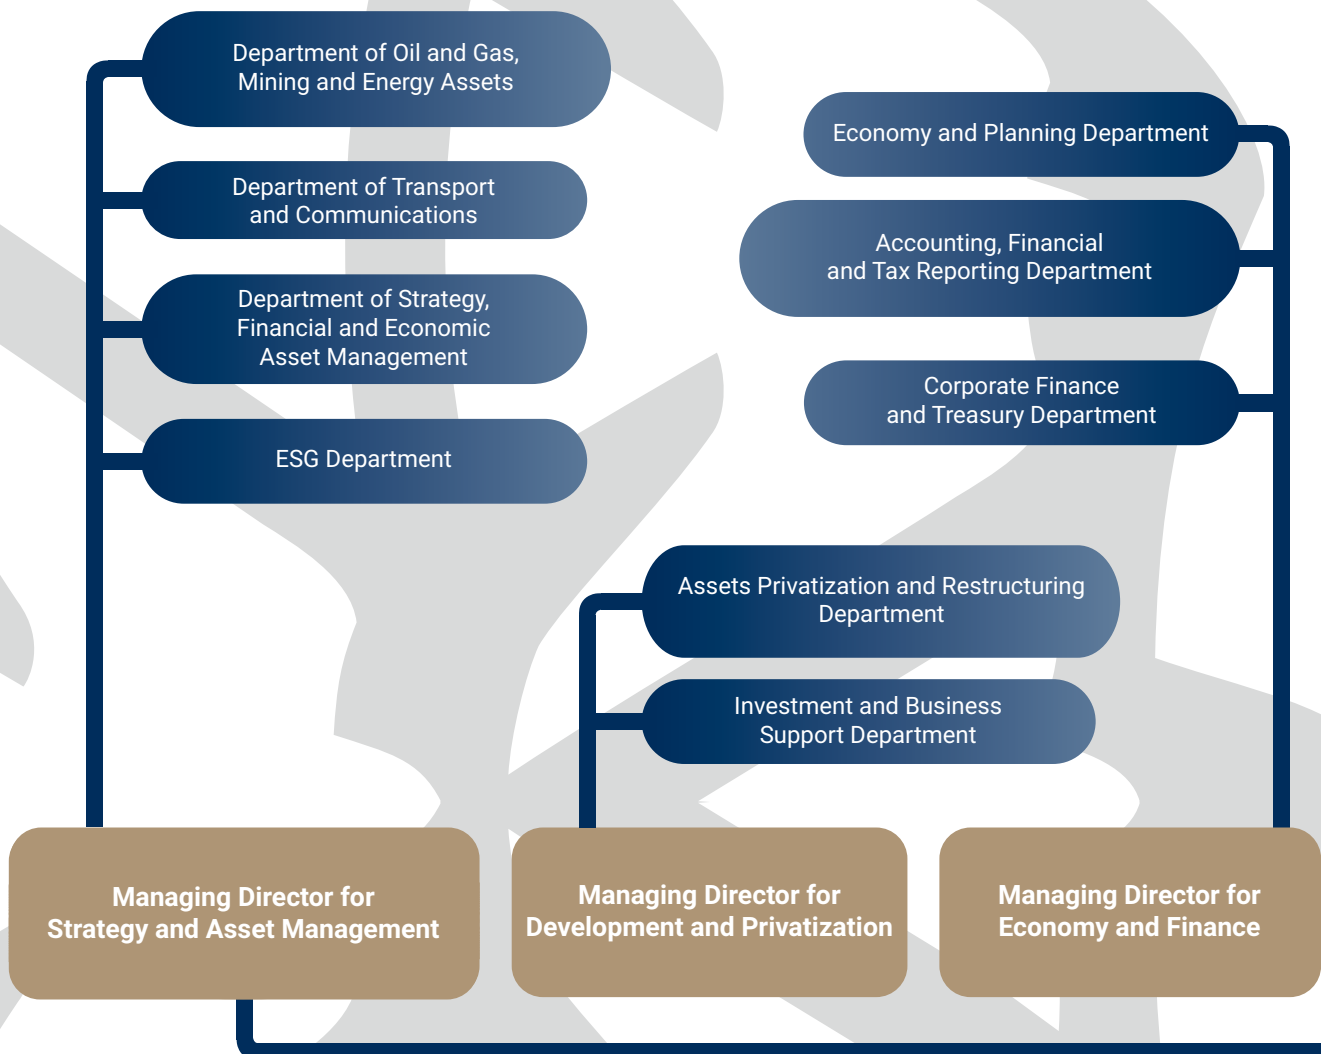 Department of Oil and Gas,
Mining and Energy Assets
Department of Transport
and Communications
Department of Strategy,
Financial and Economic
Asset Management
ESG Department
Economy and Planning Department
Accounting, Financial
and Tax Reporting Department
Corporate Finance
and Treasury Department
Assets Privatization and Restructuring
Department
Investment and Business
Support Department
Managing Director for
Strategy and Asset Management
Managing Director for
Development and Privatization
Managing Director for
Economy and Finance